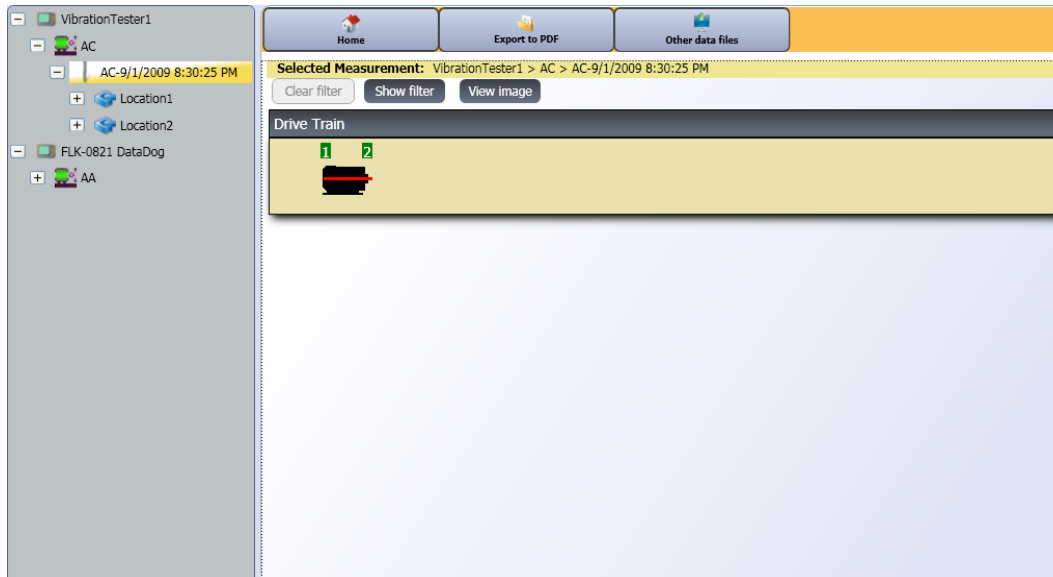 VibrationTester1
AC
AC-9/1/2009 8:30:25 PM
Location1
Location2
FLK-0821 DataDog
AA
Home
Export to PDF
Other data files
Selected Measurement: VibrationTester1 > AC > AC-9/1/2009 8:30:25 PM
Clear filter
Show filter
View image
Drive Train
1 2